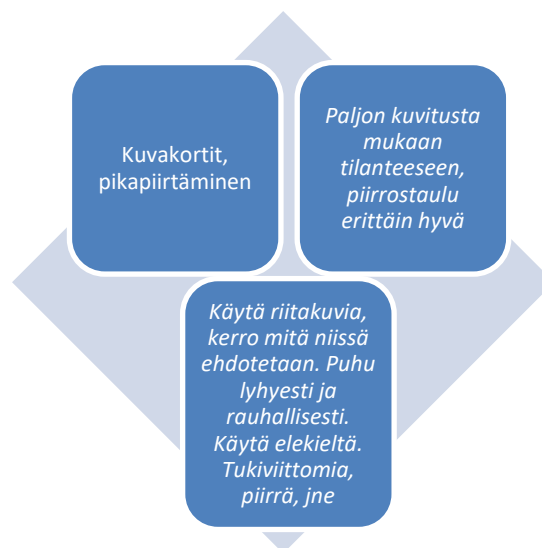 Kuvakortit,
pikapiirtäminen
Paljon kuvitusta
mukaan
tilanteeseen,
piirrostaulu
erittäin hyvä
Käytä riitakuvia,
kerro mitä niissä
ehdotetaan. Puhu
lyhyesti ja
rauhallisesti.
Käytä elekieltä.
Tukiviittomia,
piirrä, jne